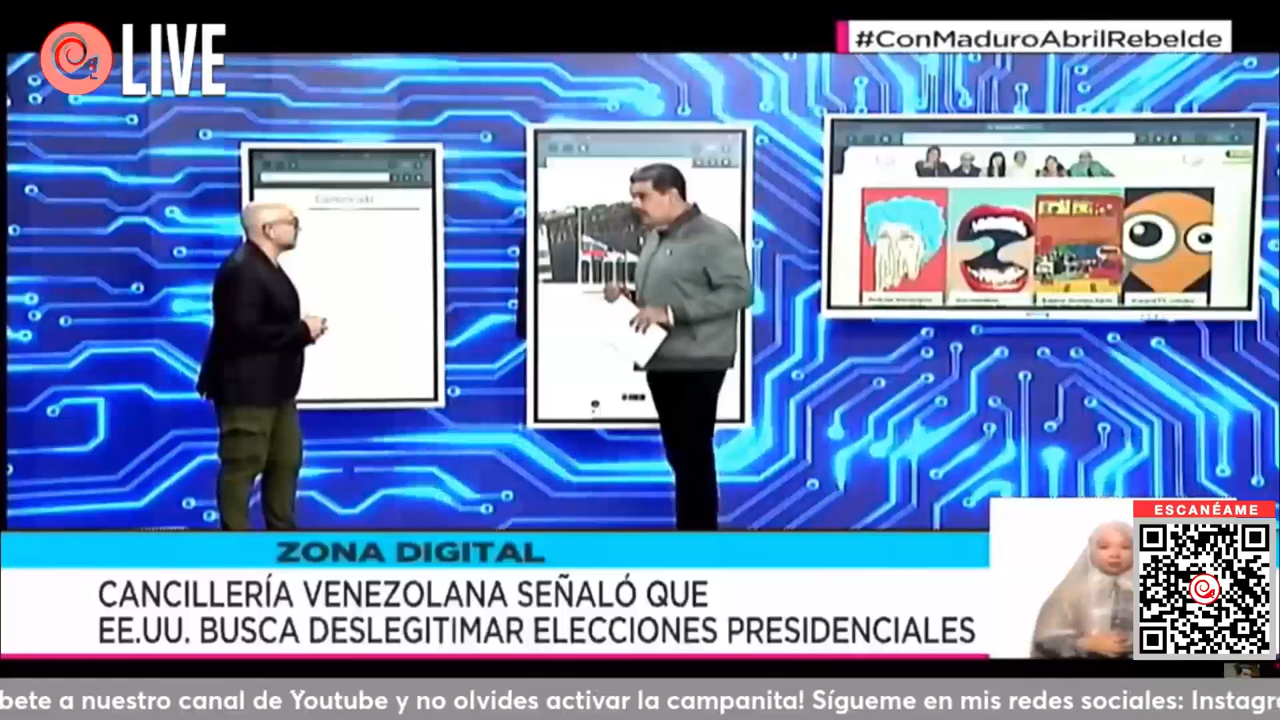 LIVE
#ConMaduroAbrilRebelde
ESCANÉAME
ZONA DIGITAL
CANCILLERÍA VENEZOLANA SEÑALÓ QUE
EE.UU. BUSCA DESLEGITIMAR ELECCIONES PRESIDENCIALES
bete a nuestro canal de Youtube y no olvides activar la campanita! Sígueme en mis redes sociales: Instagr